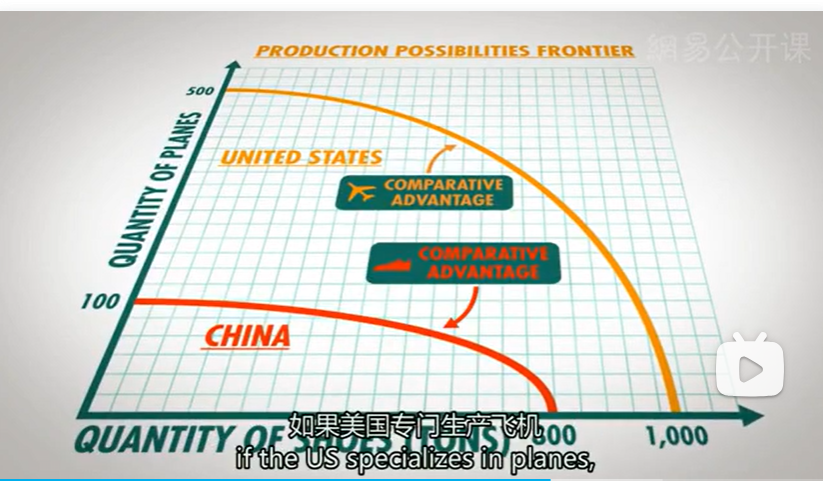 PRODUCTION POSSIBILITIES FRONTIER
網易公开课
500
QUANTITY OF PLANES
UNITED STATES
COMPARATIVE
ADVANTAGE
COMPARATIVE
ADVANTAGE
100
CHINA
如果美国专门生产飞机
QUANTITY OF SHOES (TONS)
1,000
if the US specializes in planes,